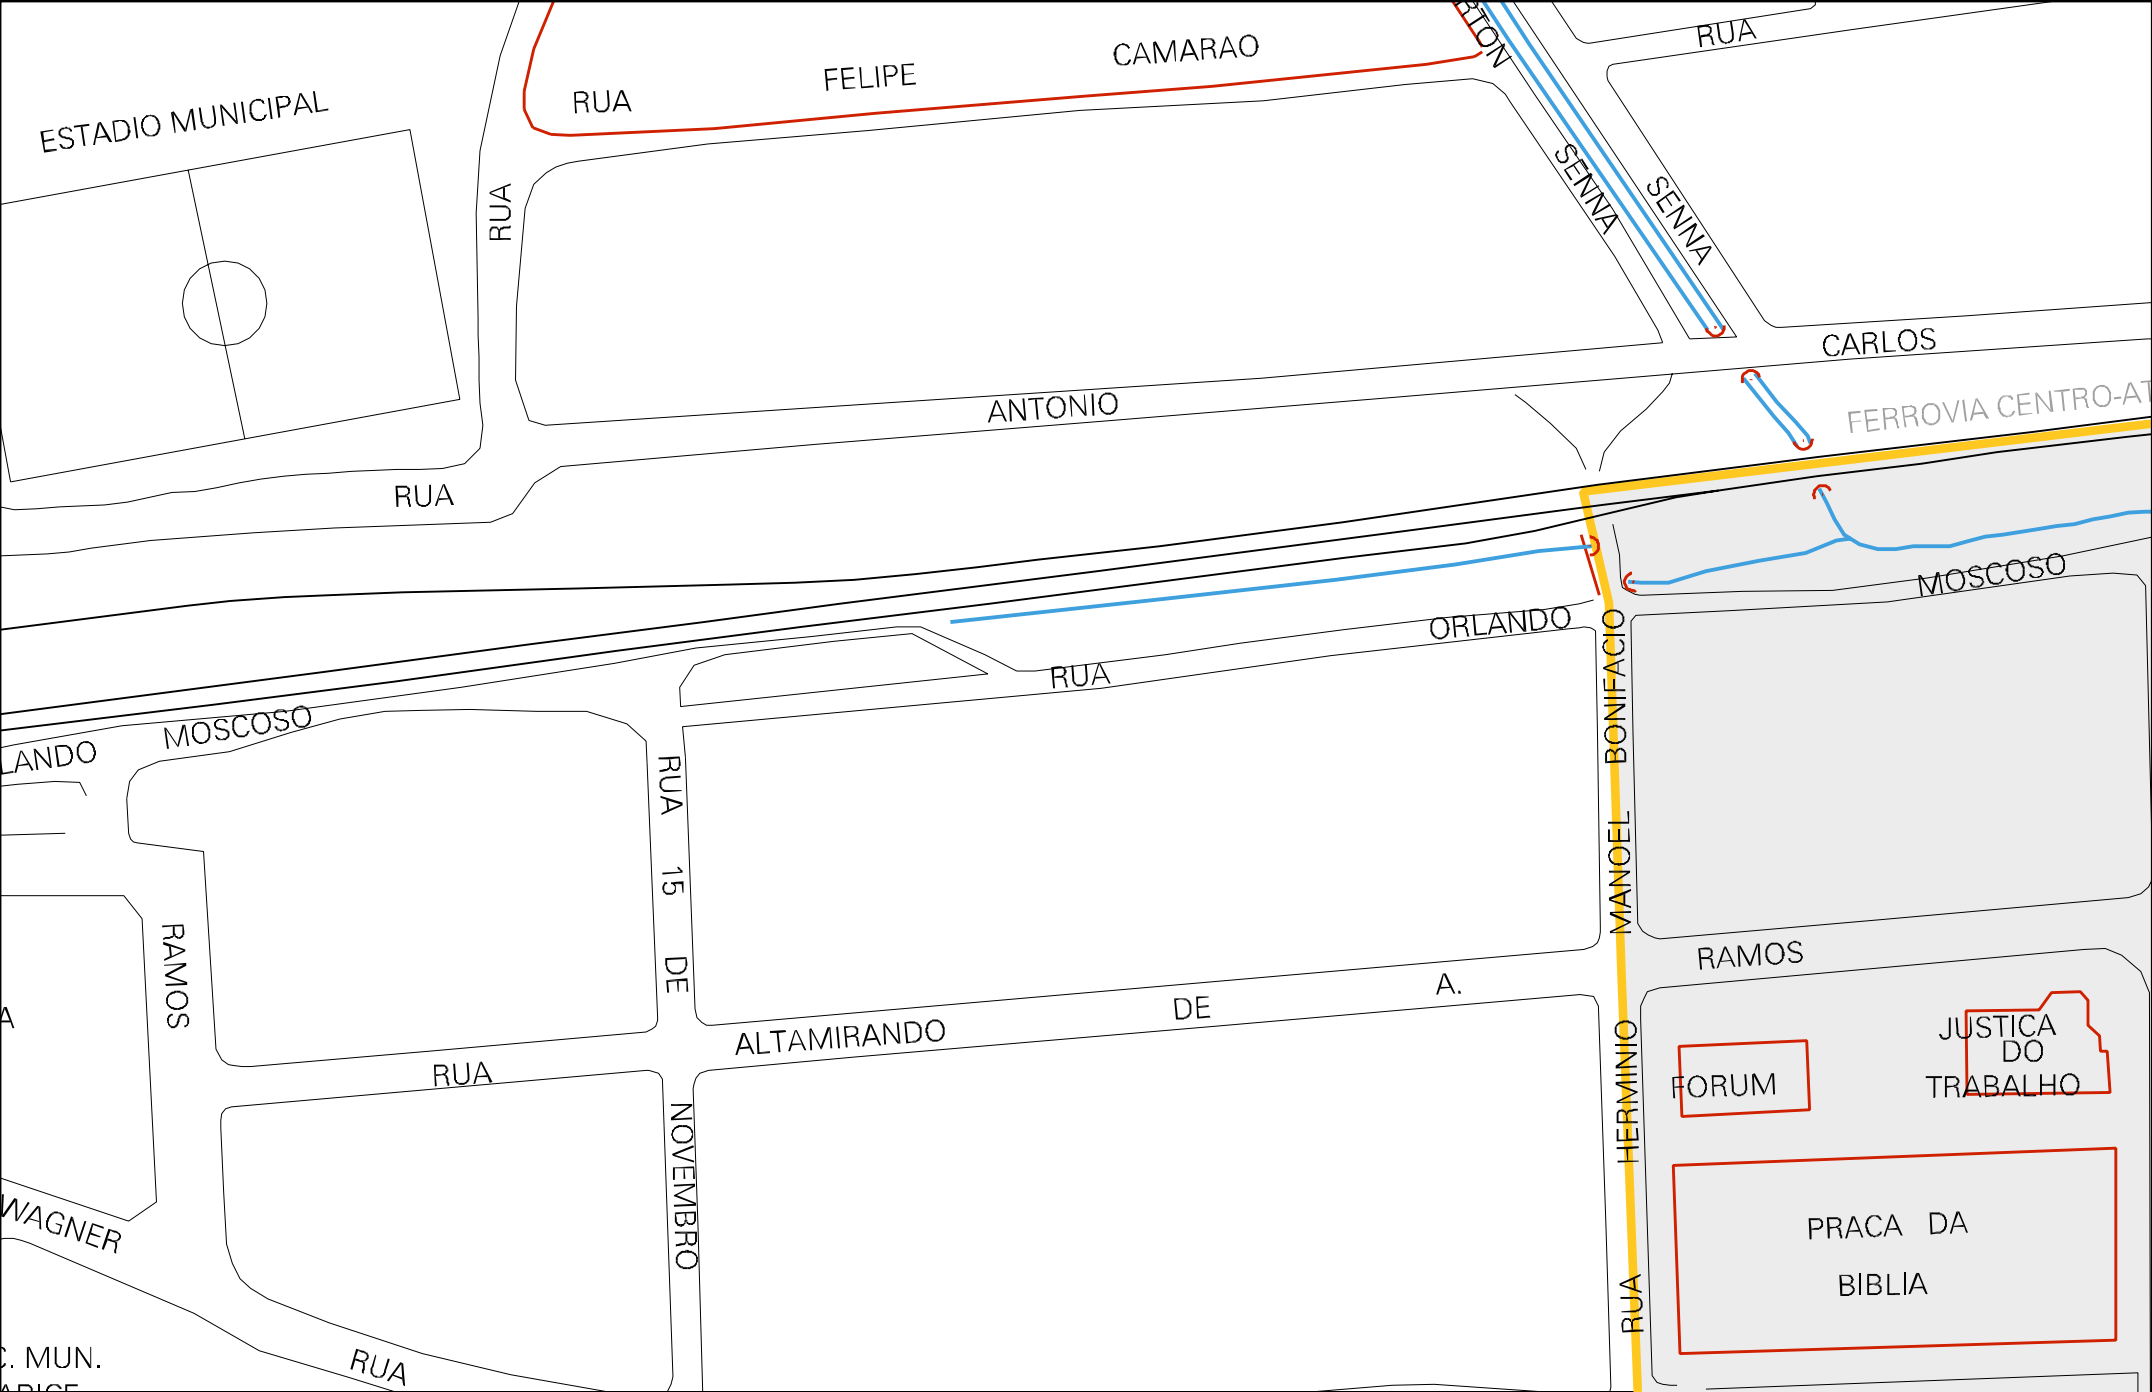 RTON
RUA
CAMARAO
FELIPE
RUA
ESTADIO MUNICIPAL
SENNA
SENNA
RUA
CARLOS
FERROVIA CENTRO-AT
ANTONIO
RUA
MOSCOSO
ORLANDO
RUA
MOSCOSO
LANDO
BONIFACIO
RUA
15
DE
NOVEMBRO
MANOEL
RAMOS
RAMOS
A.
DE
ALTAMIRANDO
RUA
A
JUSTICA
DO
TRABALHO
FORUM
HERMINIO
WAGNER
PRACA DA
BIBLIA
RUA
C. MUN.
RUA